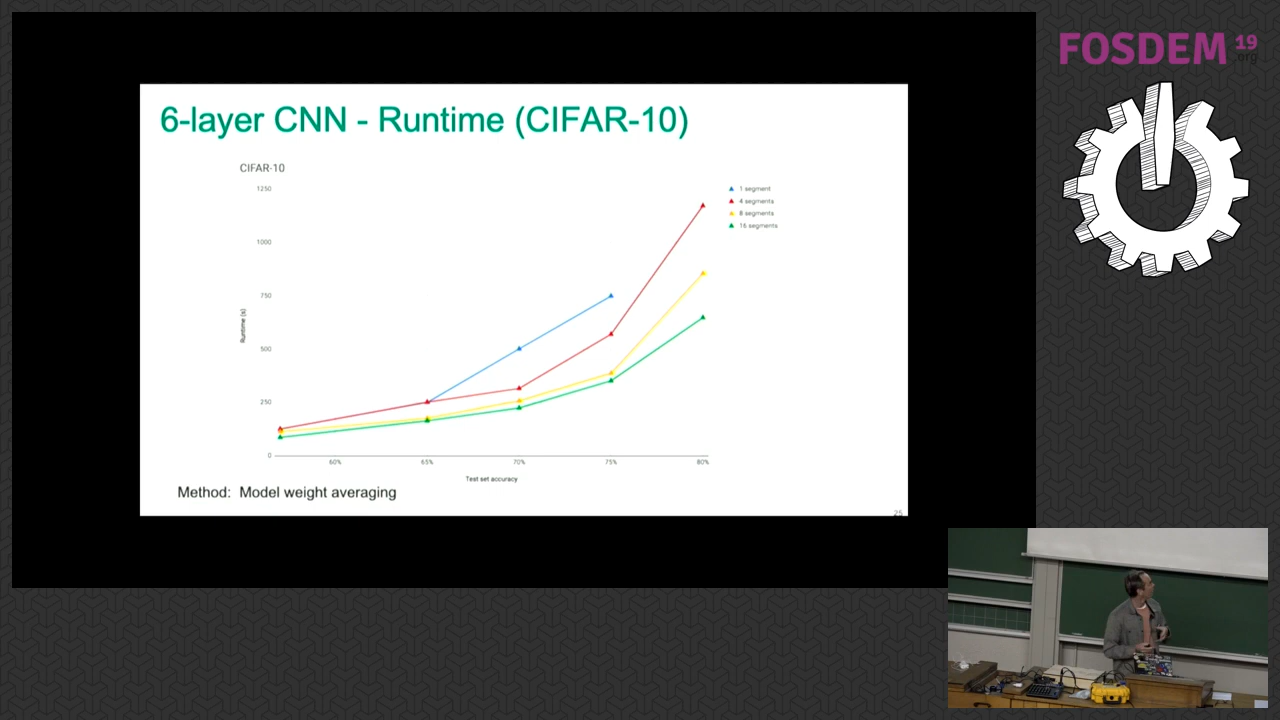 FOSDEM 19
.org
6-layer CNN - Runtime (CIFAR-10)
CIFAR-10
1250
1000
750
500
250
0
Runtime (s)
60%
65%
70%
75%
80%
Test set accuracy
1 segment
4 segments
8 segments
16 segments
Method: Model weight averaging
25